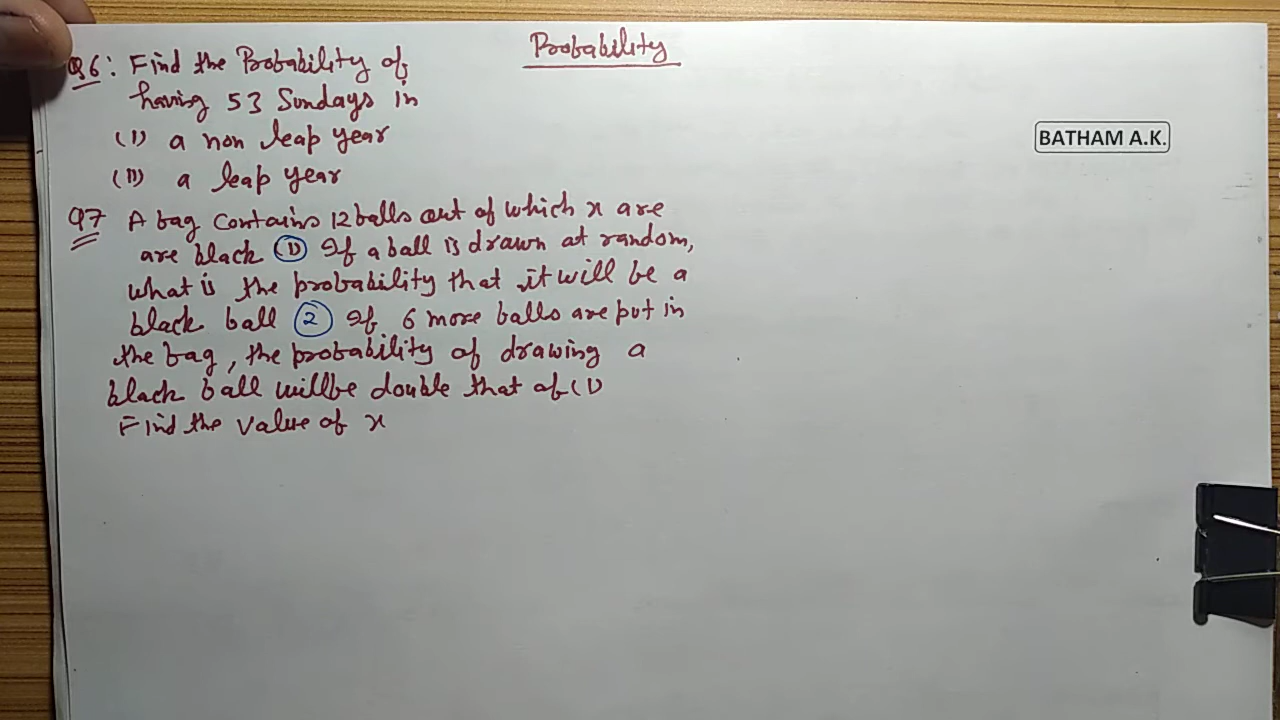 Probability
Q6: Find the Probability of
having 53 Sundays in
(I) a non leap year
(II) a leap year
BATHAM A.K.
Q7 A bag contains 12 balls out of which x are
are black (1) If a ball is drawn at random,
what is the probability that it will be a
black ball (2) If 6 more balls are put in
the bag, the probability of drawing a
black ball will be double that of (1)
Find the value of x